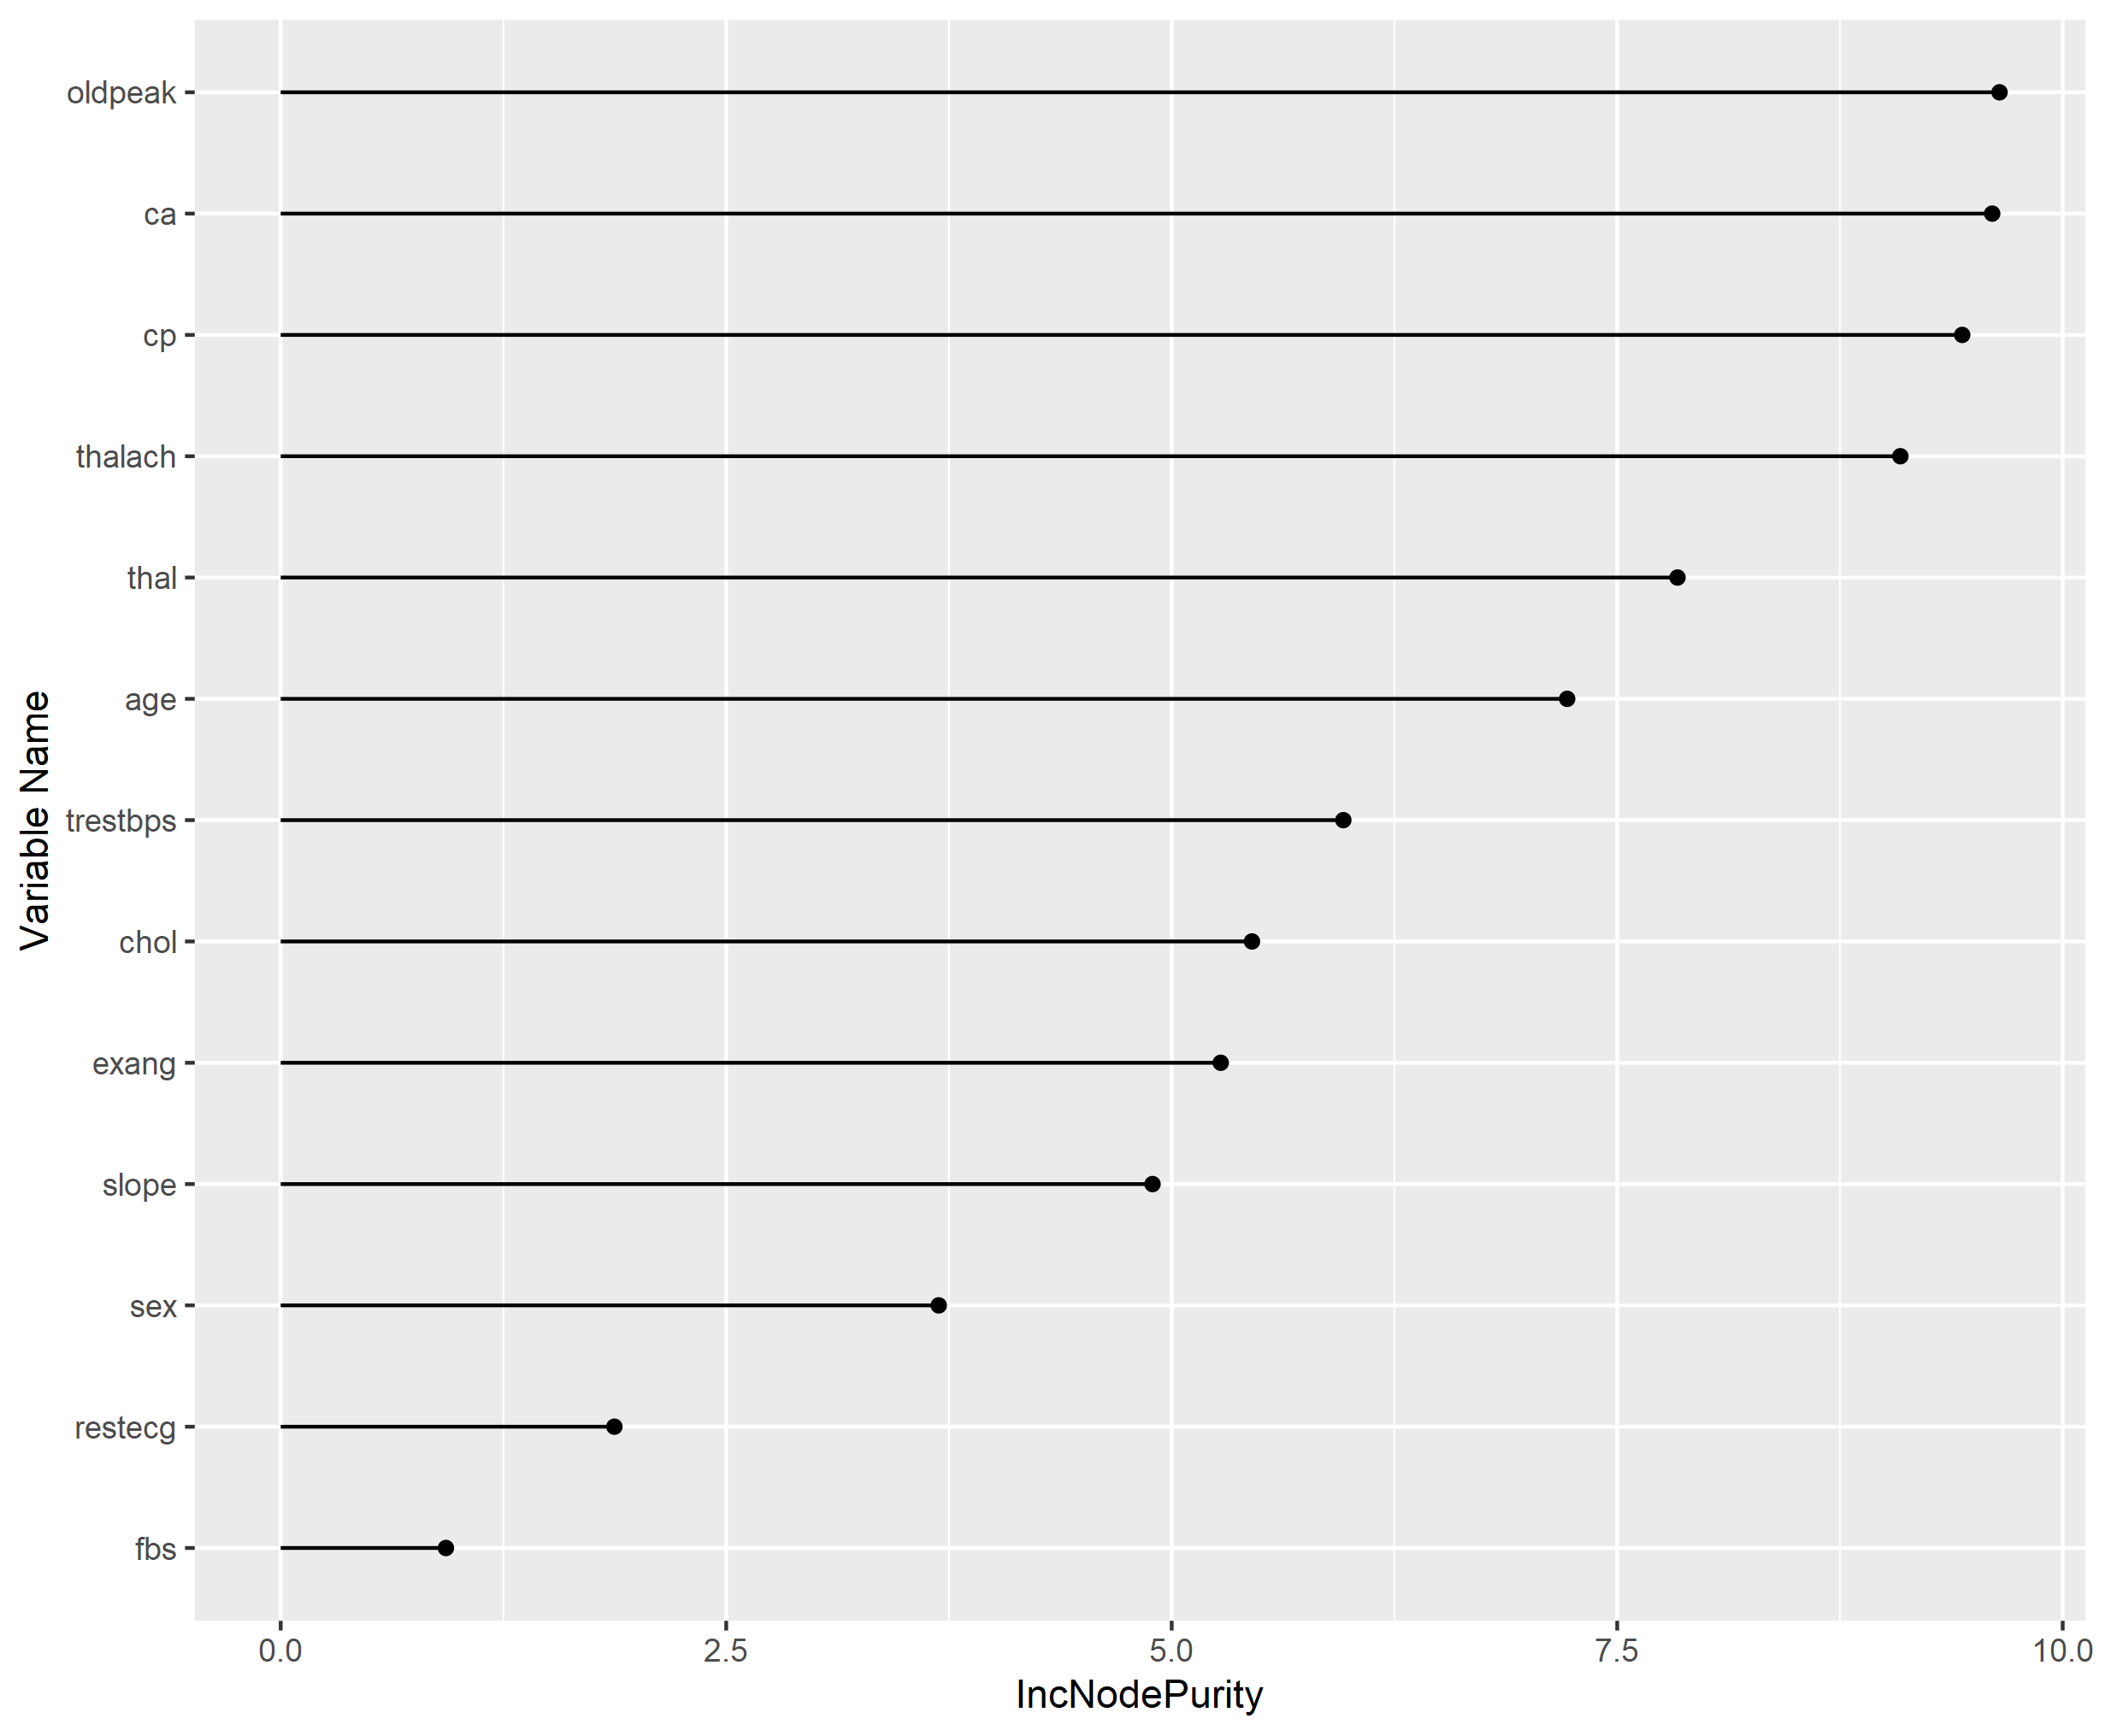 oldpeak
ca
cp
thalach
thal
age
trestbps
chol
exang
slope
sex
restecg
fbs
Variable Name
0.0 2.5 5.0 7.5 10.0
IncNodePurity